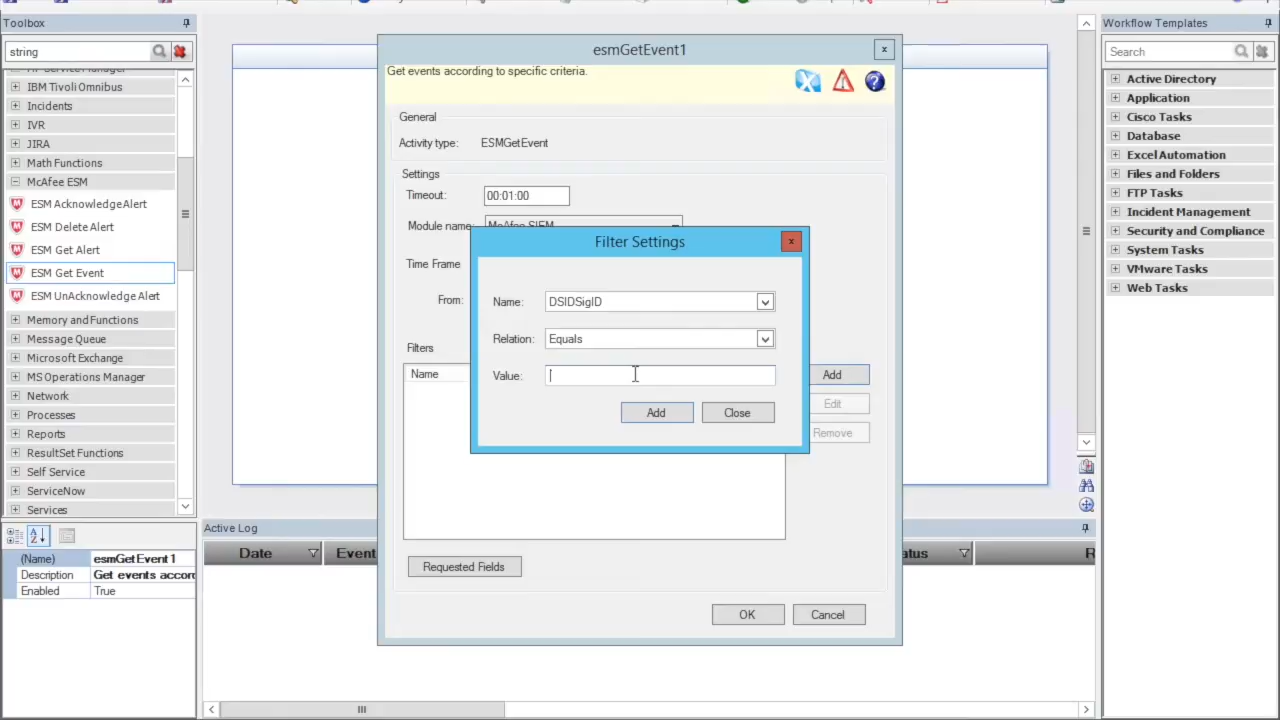 Toolbox
string
IBM Tivoli Omnibus
Incidents
IVR
JIRA
Math Functions
McAfee ESM
ESM AcknowledgeAlert
ESM Delete Alert
ESM Get Alert
ESM Get Event
ESM UnAcknowledge Alert
Memory and Functions
Message Queue
Microsoft Exchange
MS Operations Manager
Network
Processes
Reports
ResultSet Functions
Self Service
ServiceNow
Services
(Name) esmGetEvent1
Description Get events accor
Enabled True
esmGetEvent1
x
Get events according to specific criteria.
General
Activity type: ESMGetEvent
Settings
Timeout: 00:01:00
Module name: McAfee SIEM
Time Frame
From:
Filters
Name
Add
Edit
Remove
Requested Fields
OK Cancel
Filter Settings
x
Name: DSIDSigID
Relation: Equals
Value:
Add Close
Active Log
Date Event atus R
Workflow Templates
Search
Active Directory
Application
Cisco Tasks
Database
Excel Automation
Files and Folders
FTP Tasks
Incident Management
Security and Compliance
System Tasks
VMware Tasks
Web Tasks